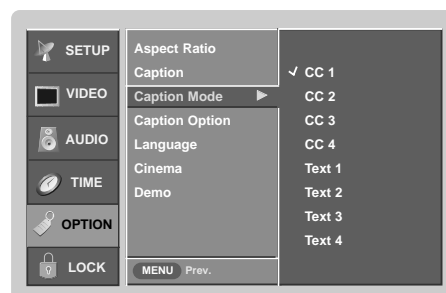 SETUP
VIDEO
AUDIO
TIME
OPTION
LOCK
Aspect Ratio
Caption
Caption Mode
Caption Option
Language
Cinema
Demo
MENU Prev.
CC 1
CC 2
CC 3
CC 4
Text 1
Text 2
Text 3
Text 4